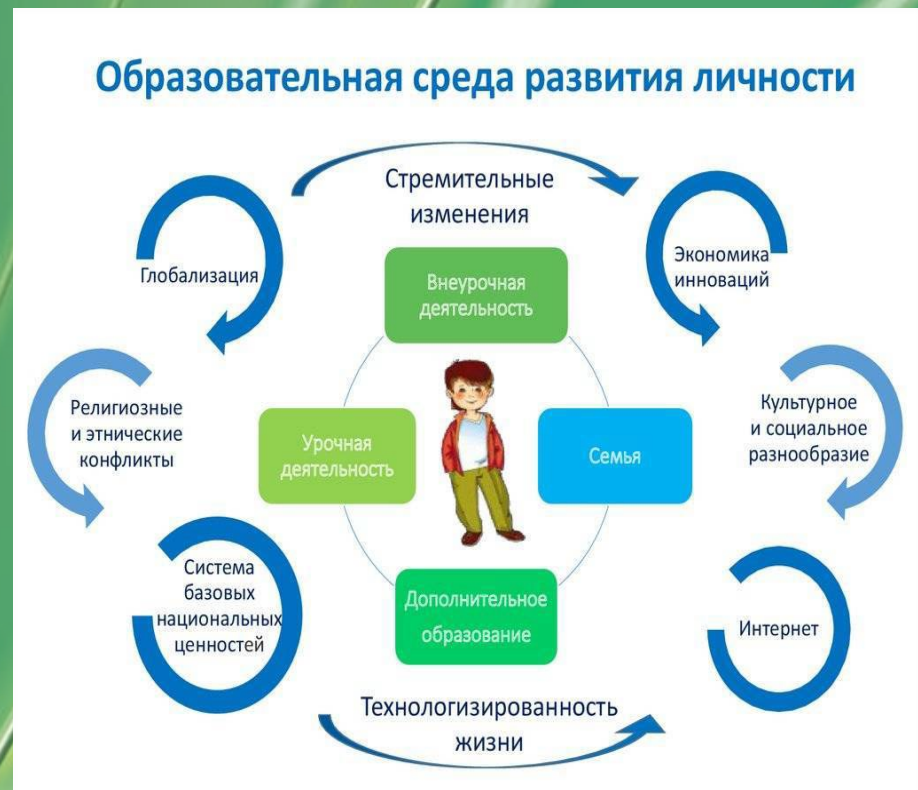 Образовательная среда развития личности
Стремительные
изменения
Глобализация
Экономика
инноваций
Внеурочная
деятельность
Религиозные
и этнические
конфликты
Урочная
деятельность
Семья
Культурное
и социальное
разнообразие
Система
базовых
национальных
ценностей
Дополнительное
образование
Интернет
Технологизированность
жизни